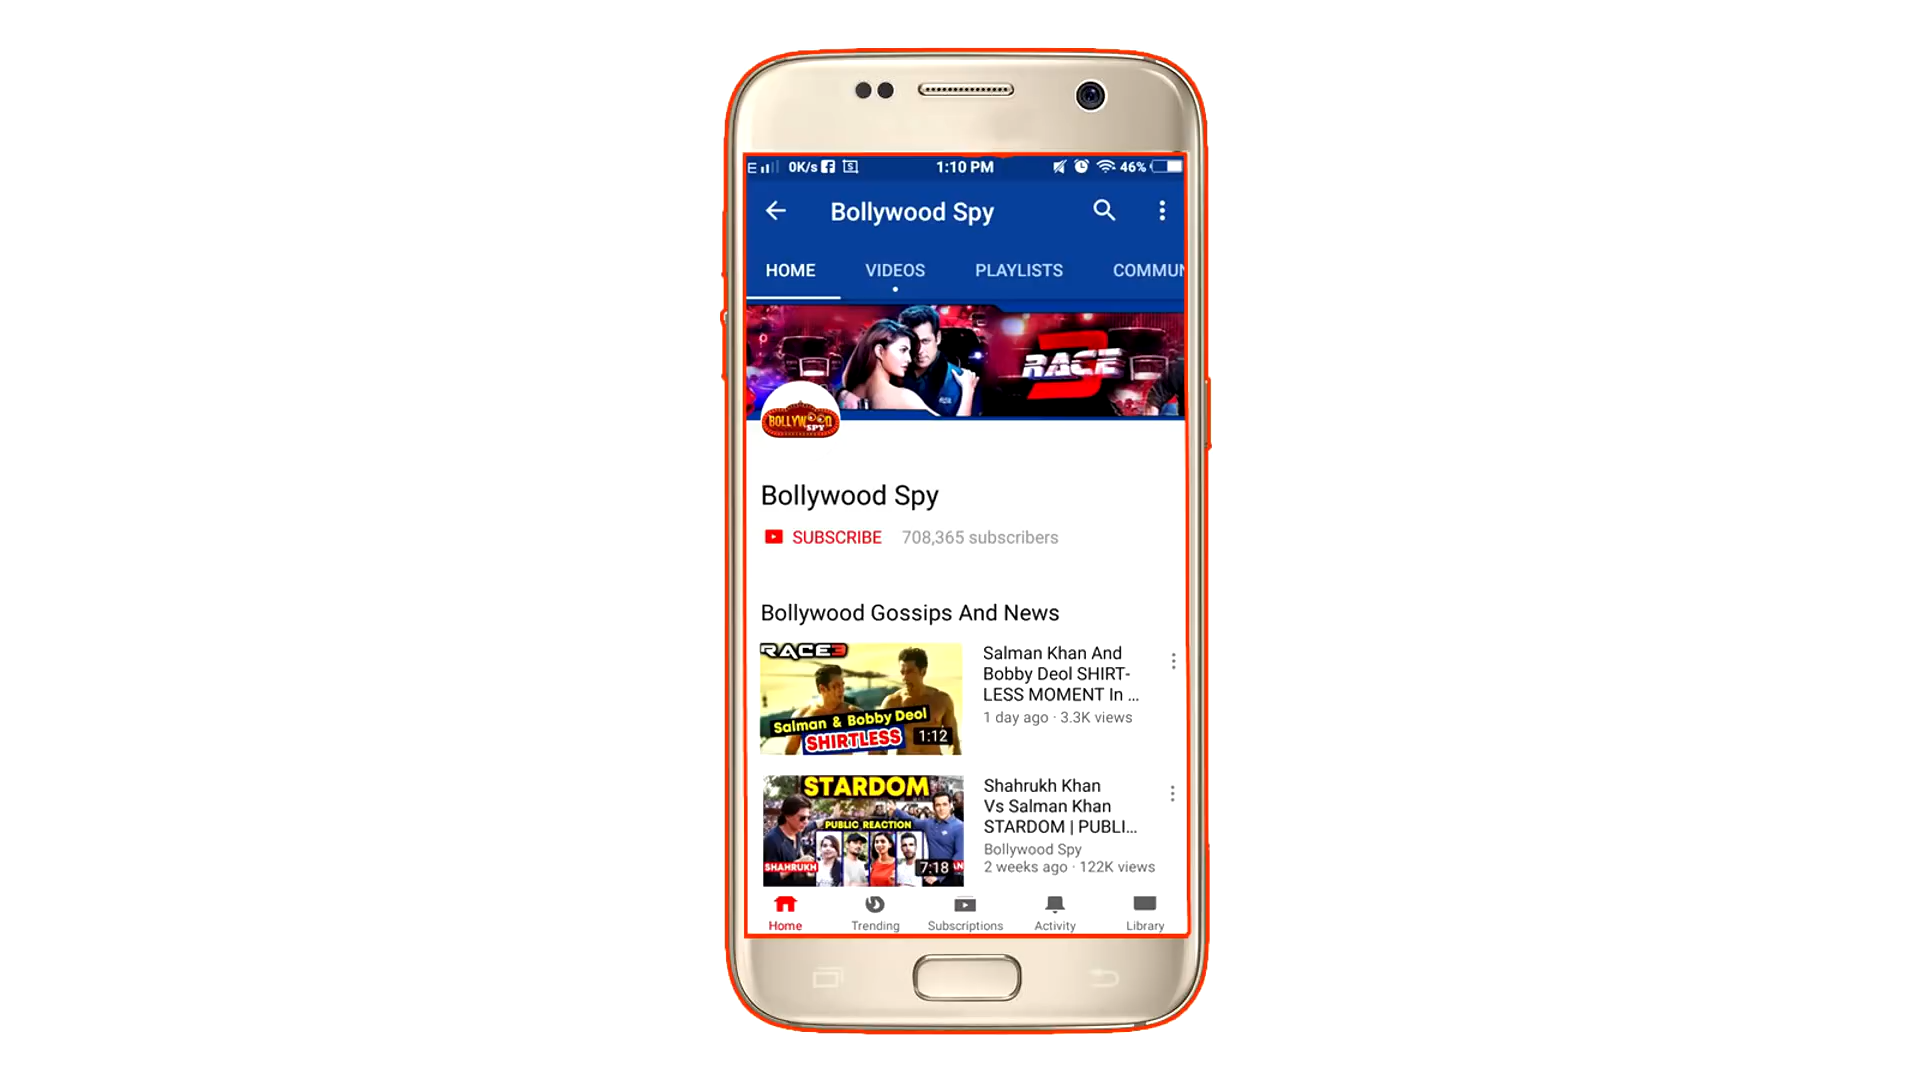 E 0K/s 1:10 PM 46%
Bollywood Spy
HOME VIDEOS PLAYLISTS COMMUN
RACE 3
BOLLYWOOD
SPY
Bollywood Spy
SUBSCRIBE 708,365 subscribers
Bollywood Gossips And News
RACE3
Salman & Bobby Deol
SHIRTLESS
1:12
Salman Khan And
Bobby Deol SHIRT-
LESS MOMENT In ...
1 day ago · 3.3K views
STARDOM
PUBLIC REACTION
SHAHRUKH
7:18
Shahrukh Khan
Vs Salman Khan
STARDOM | PUBLI...
Bollywood Spy
2 weeks ago · 122K views
Home Trending Subscriptions Activity Library